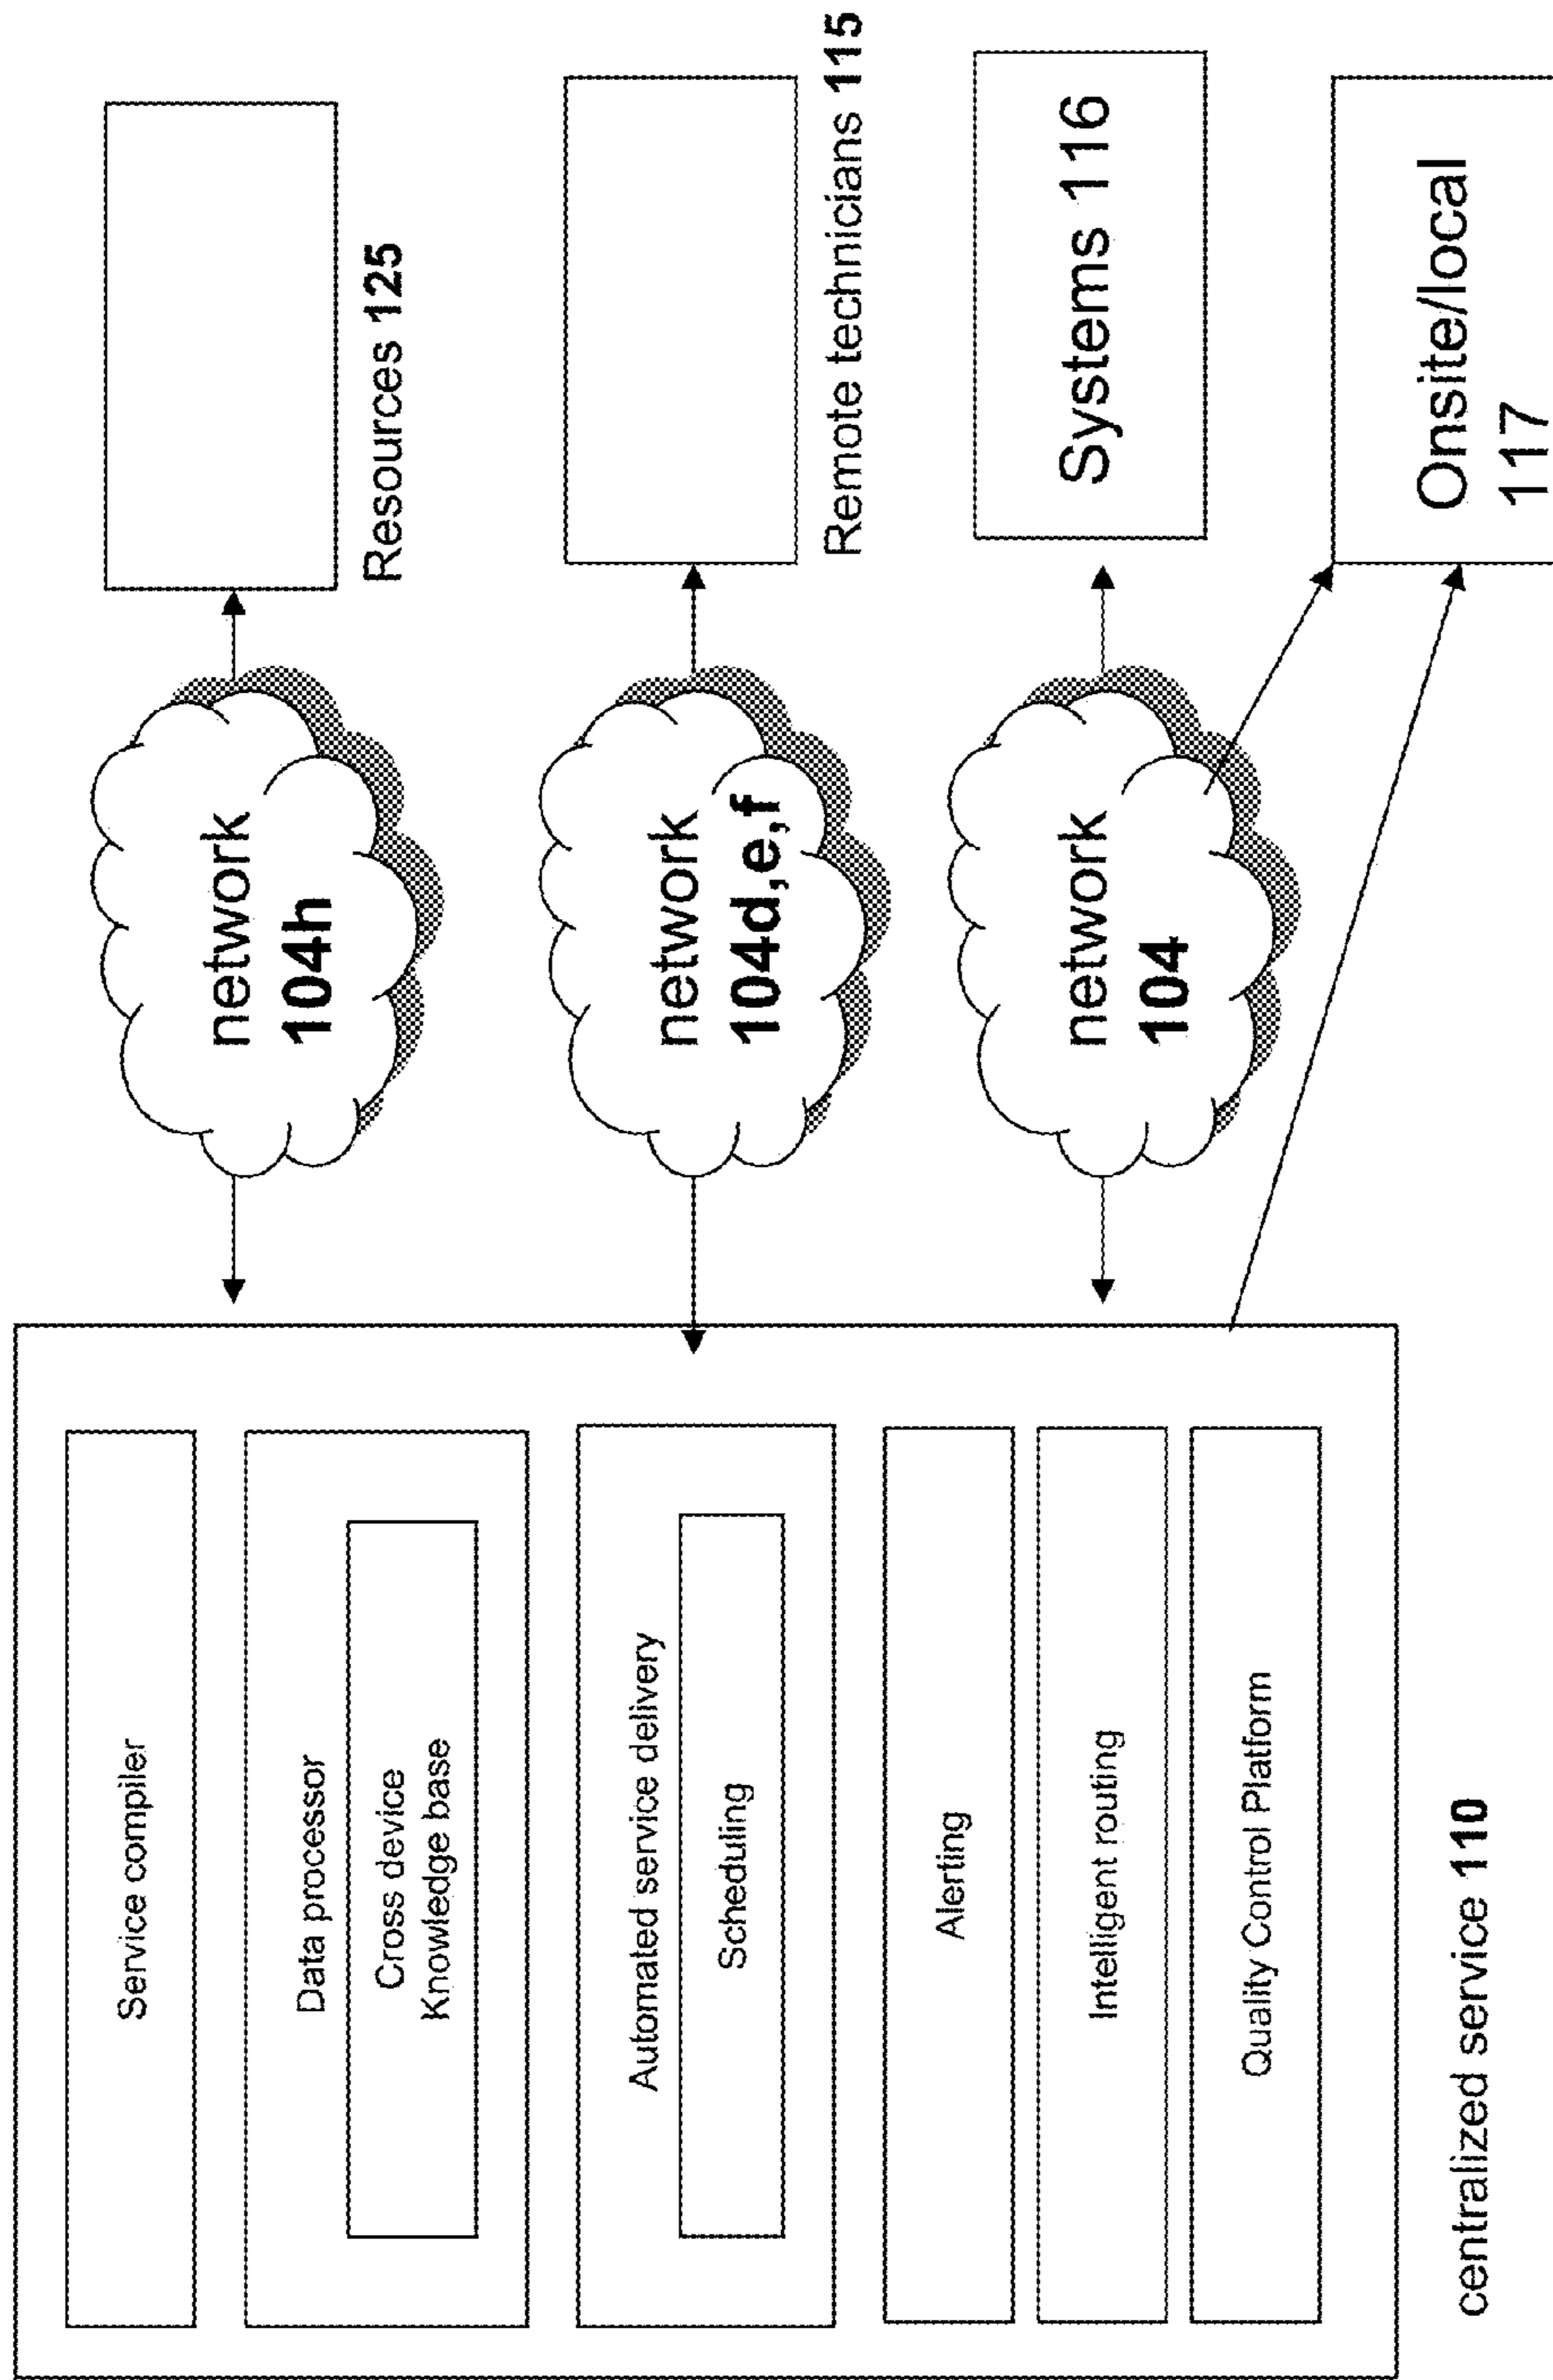 Service compiler
Data processor
Cross device
Knowledge base
Automated service delivery
Scheduling
Alerting
Intelligent routing
Quality Control Platform
centralized service 110
network
104h
network
104d,e,f
network
104
Resources 125
Remote technicians 115
Systems 116
Onsite/local
117